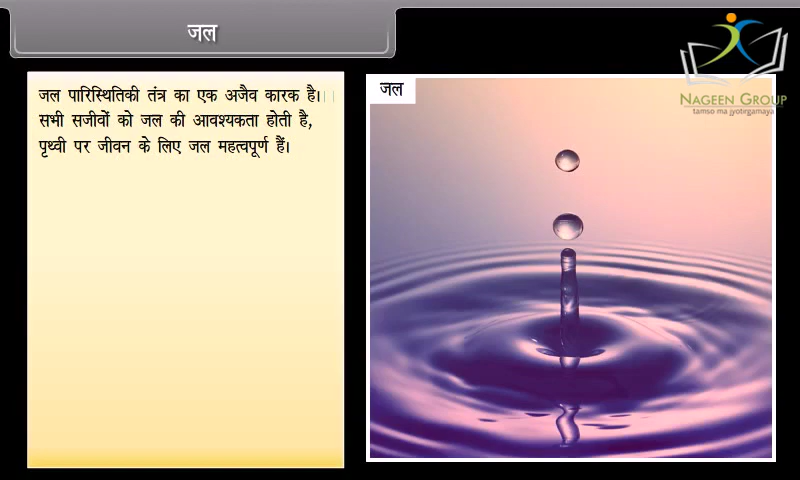 जल
जल पारिस्थितिकी तंत्र का एक अजैव कारक है।
सभी सजीवों को जल की आवश्यकता होती है,
पृथ्वी पर जीवन के लिए जल महत्वपूर्ण हैं।
जल
NAGEEN GROUP
tamso ma jyotirgamaya